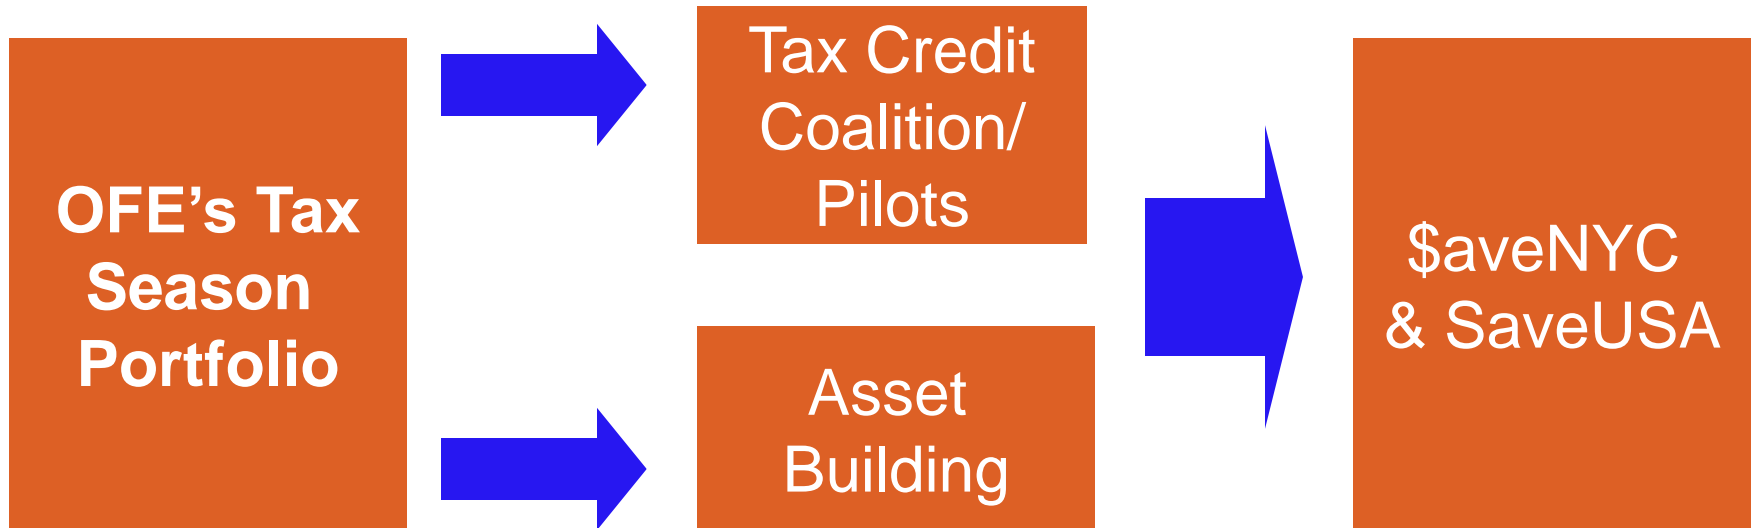 OFE’s Tax
Season
Portfolio
Tax Credit
Coalition/
Pilots
Asset
Building
$aveNYC
& SaveUSA